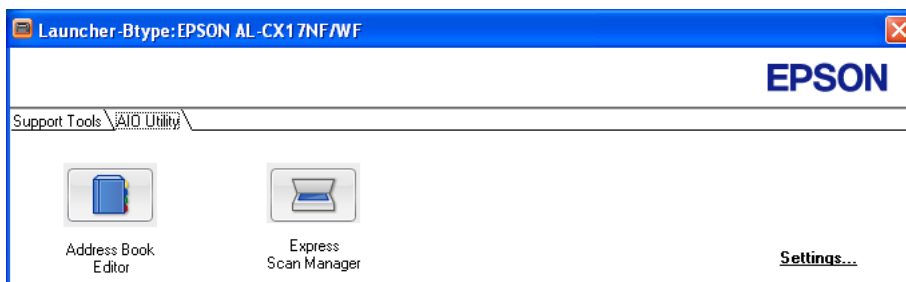 Launcher-Btype:EPSON AL-CX17NF/WF
EPSON
Support Tools AIO Utility
Address Book
Editor
Express
Scan Manager
Settings...